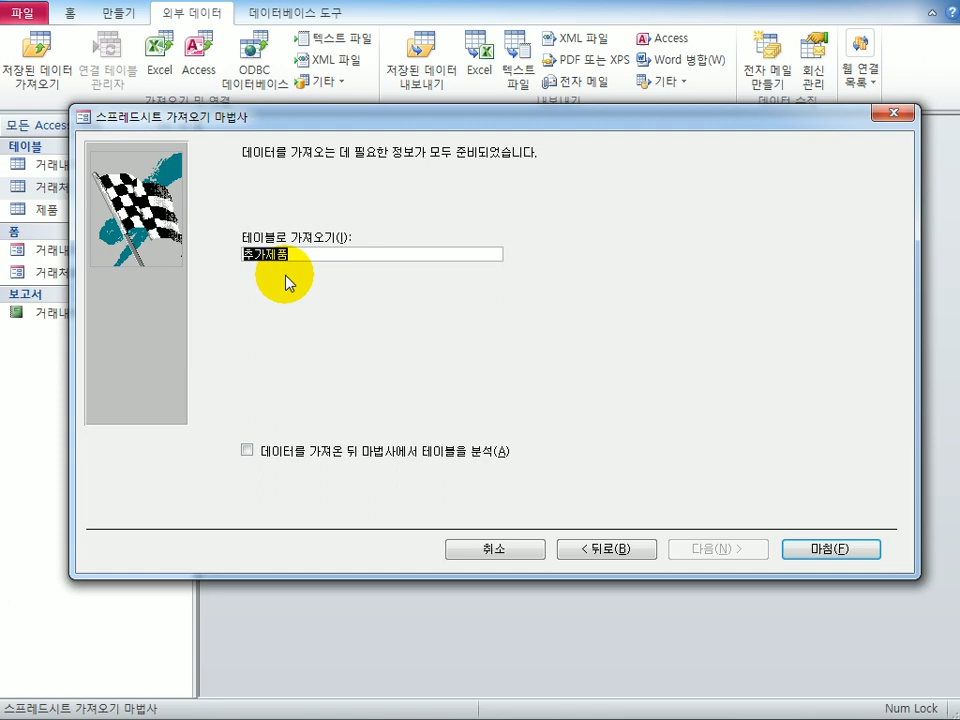 파일 홈 만들기 외부 데이터 데이터베이스 도구
저장된 데이터 가져오기
연결 테이블 관리자
Excel
Access
ODBC 데이터베이스
텍스트 파일
XML 파일
기타
저장된 데이터 내보내기
Excel
텍스트 파일
XML 파일
PDF 또는 XPS
전자 메일
Access
Word 병합(W)
기타
전자 메일 만들기
회신 관리
웹 연결 목록
모든 Access
테이블
거래내
거래처
제품
폼
거래내
거래처
보고서
거래내
스프레드시트 가져오기 마법사
데이터를 가져오는 데 필요한 정보가 모두 준비되었습니다.
테이블로 가져오기(I):
추가제품
데이터를 가져온 뒤 마법사에서 테이블을 분석(A)
취소 < 뒤로(B) 다음(N) > 마침(F)
스프레드시트 가져오기 마법사 Num Lock